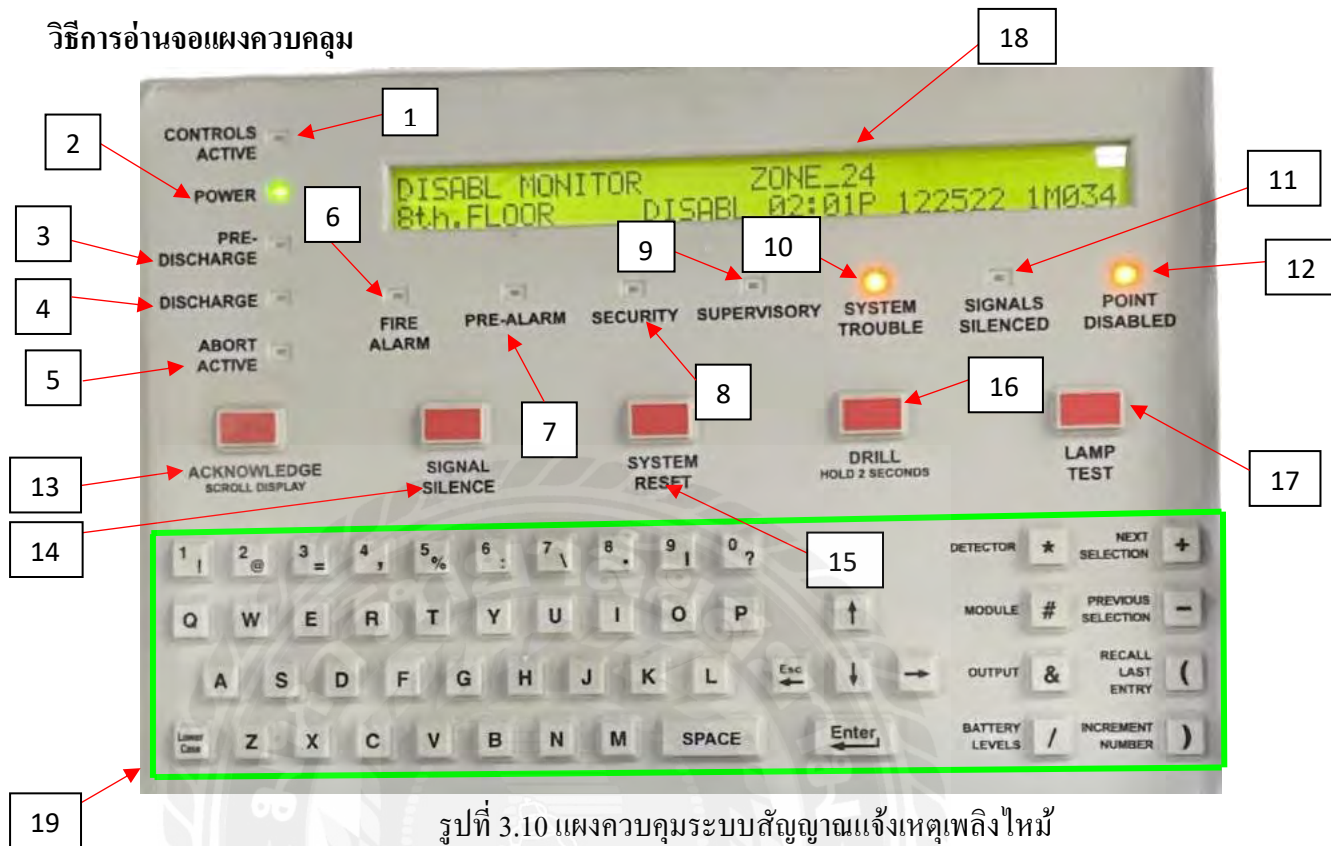 วิธีการอ่านจอแผงควบคลุม
18
1
CONTROLS
ACTIVE
2
POWER
DISABL MONITOR ZONE_24
8th.FLOOR DISABL 02:01P 122522 1M034
11
6
3
PRE-
DISCHARGE
9
10
12
4
DISCHARGE
FIRE
ALARM
PRE-ALARM
SECURITY
SUPERVISORY
SYSTEM
TROUBLE
SIGNALS
SILENCED
POINT
DISABLED
5
ABORT
ACTIVE
8
16
7
13
ACKNOWLEDGE
SCROLL DISPLAY
SIGNAL
SILENCE
SYSTEM
RESET
DRILL
HOLD 2 SECONDS
LAMP
TEST
17
14
15
1 ! 2 @ 3 = 4 , 5 % 6 : 7 \ 8 . 9 | 0 ?
DETECTOR *
NEXT
SELECTION +
Q W E R T Y U I O P ↑
MODULE #
PREVIOUS
SELECTION -
A S D F G H J K L Esc ← ↓ →
OUTPUT &
RECALL
LAST
ENTRY (
Lower
Case Z X C V B N M SPACE Enter
BATTERY
LEVELS /
INCREMENT
NUMBER )
19
รูปที่ 3.10 แผงควบคุมระบบสัญญาณแจ้งเหตุเพลิงไหม้